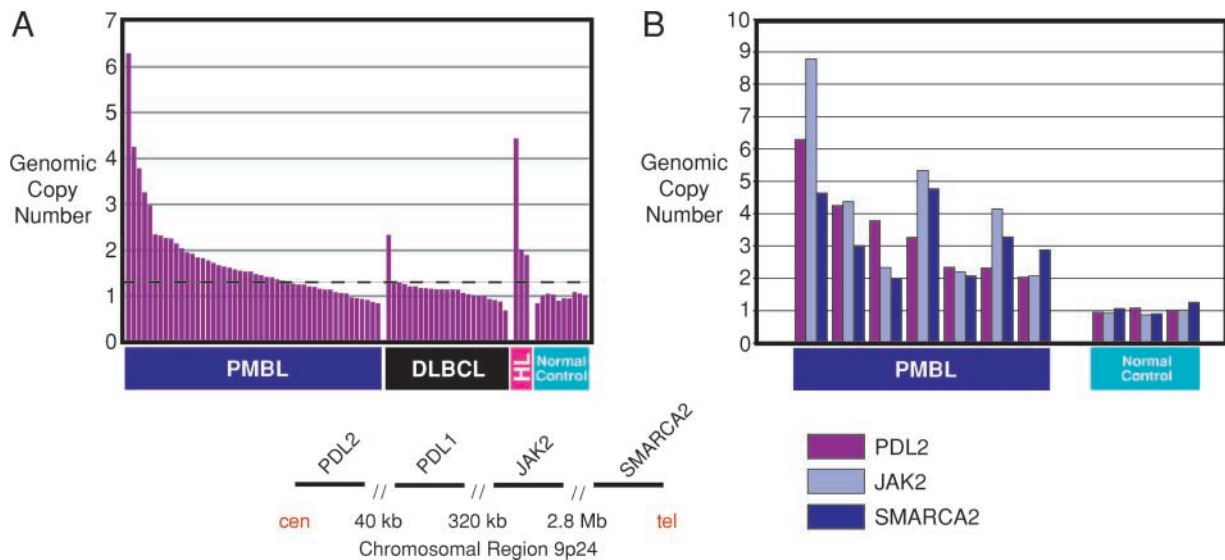 A
7
6
5
4
3
2
1
0
Genomic
Copy
Number
PMBL
DLBCL
HL
Normal
Control
B
10
9
8
7
6
5
4
3
2
1
0
Genomic
Copy
Number
PMBL
Normal
Control
PDL2
PDL1
JAK2
SMARCA2
// // //
cen 40 kb 320 kb 2.8 Mb tel
Chromosomal Region 9p24
PDL2
JAK2
SMARCA2